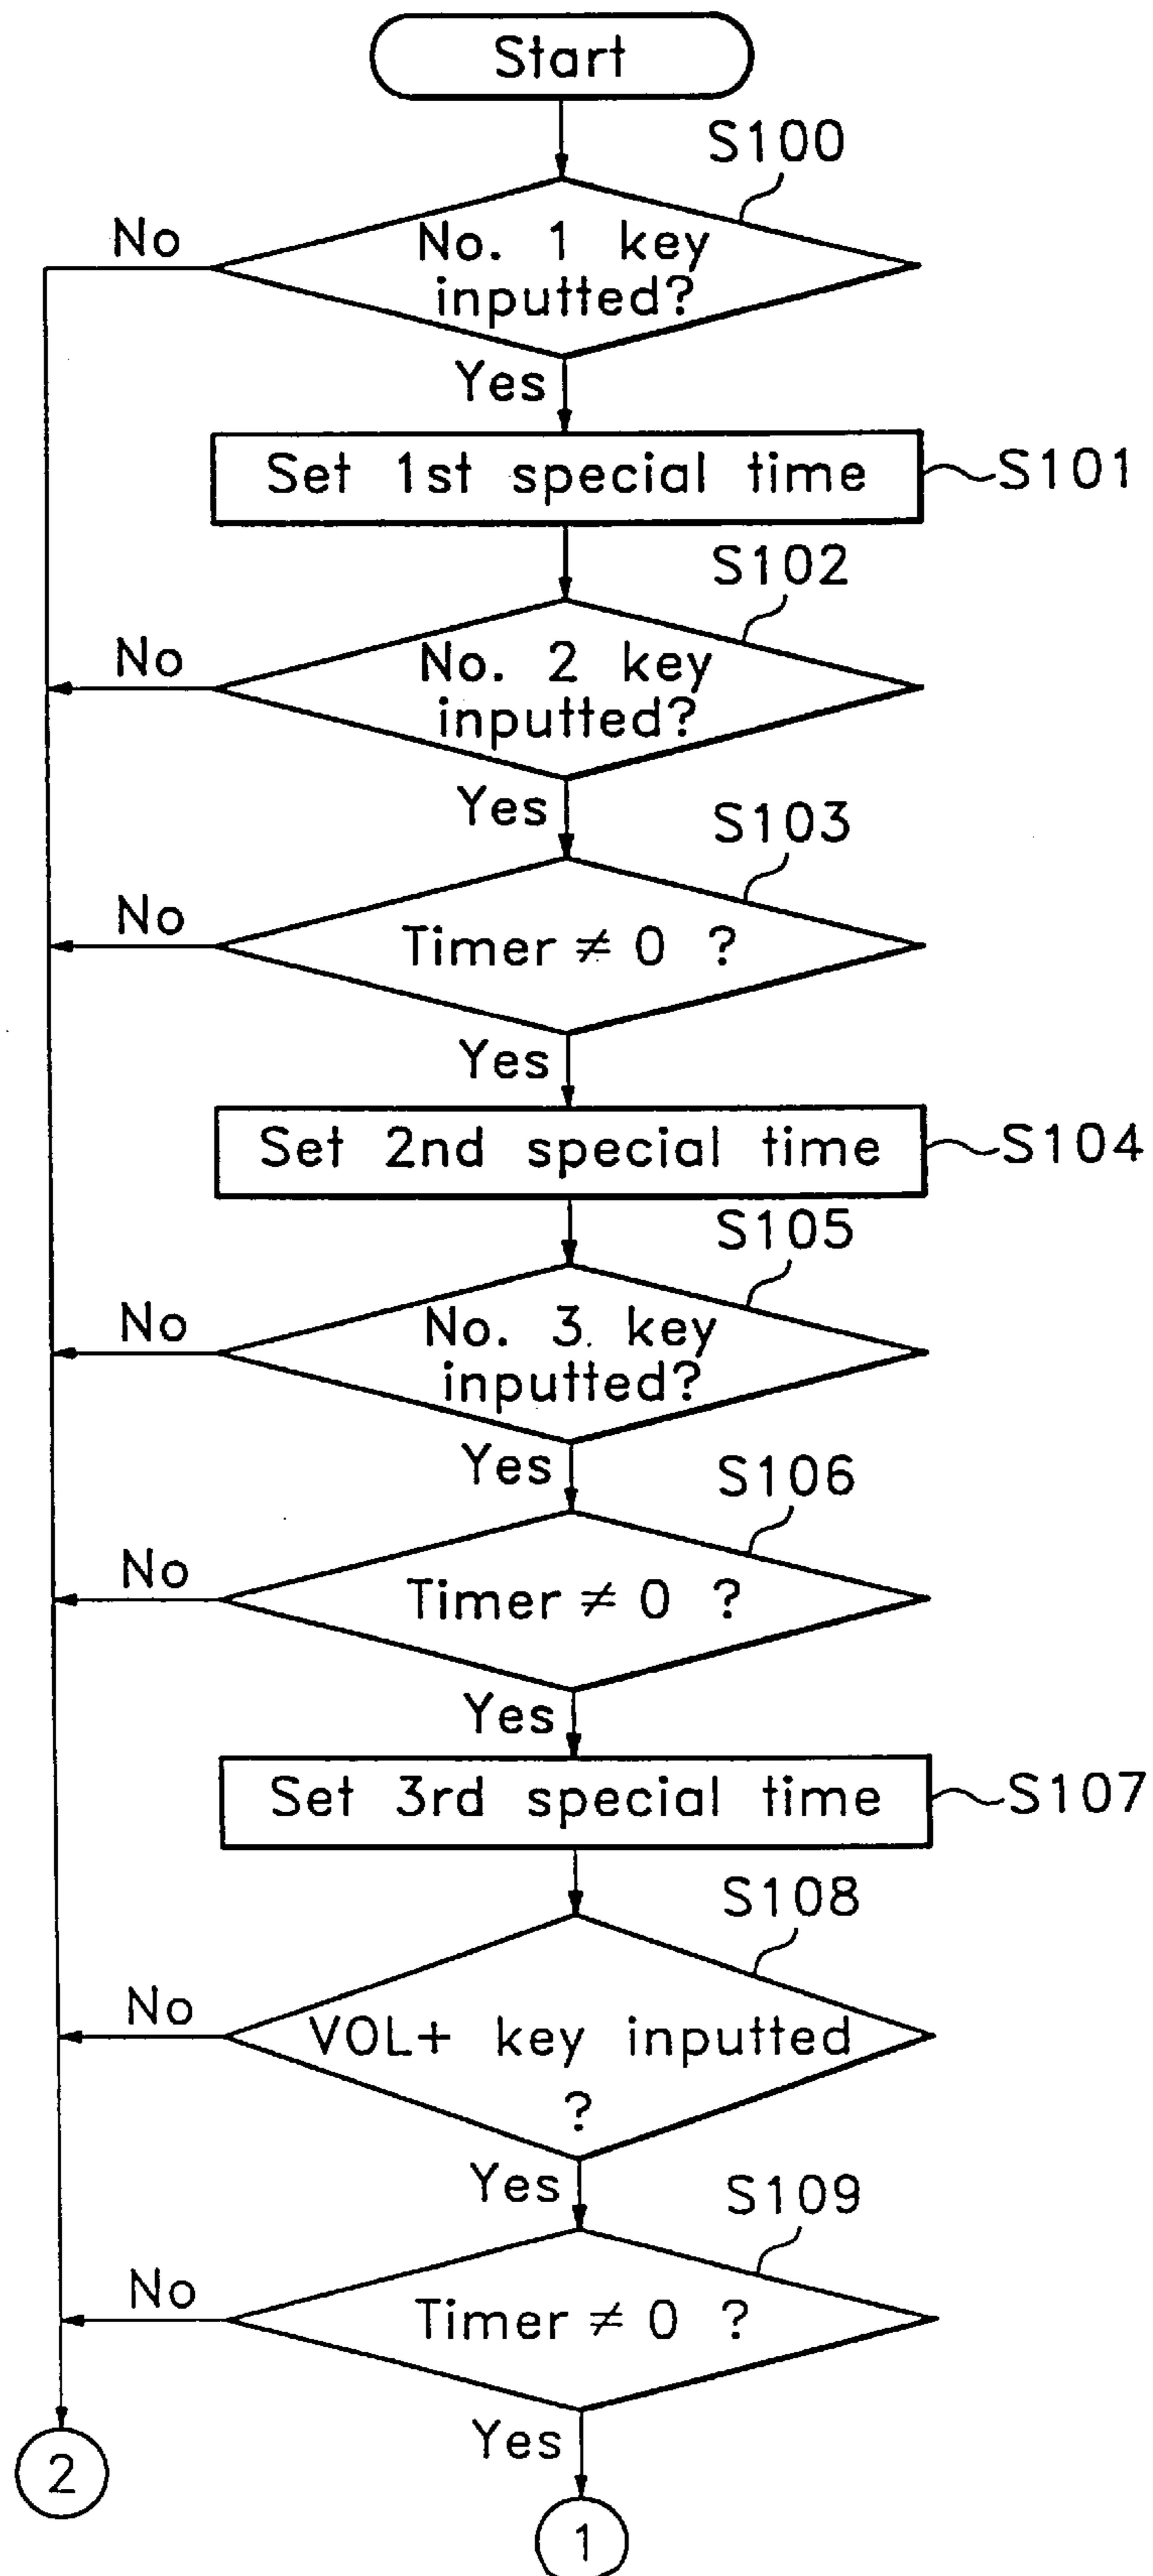 Start
S100
No
No. 1 key
inputted?
Yes
Set 1st special time
S101
S102
No
No. 2 key
inputted?
Yes
S103
No
Timer ≠ 0 ?
Yes
Set 2nd special time
S104
S105
No
No. 3 key
inputted?
Yes
S106
No
Timer ≠ 0 ?
Yes
Set 3rd special time
S107
S108
No
VOL+ key inputted
?
Yes
S109
No
Timer ≠ 0 ?
Yes
2
1